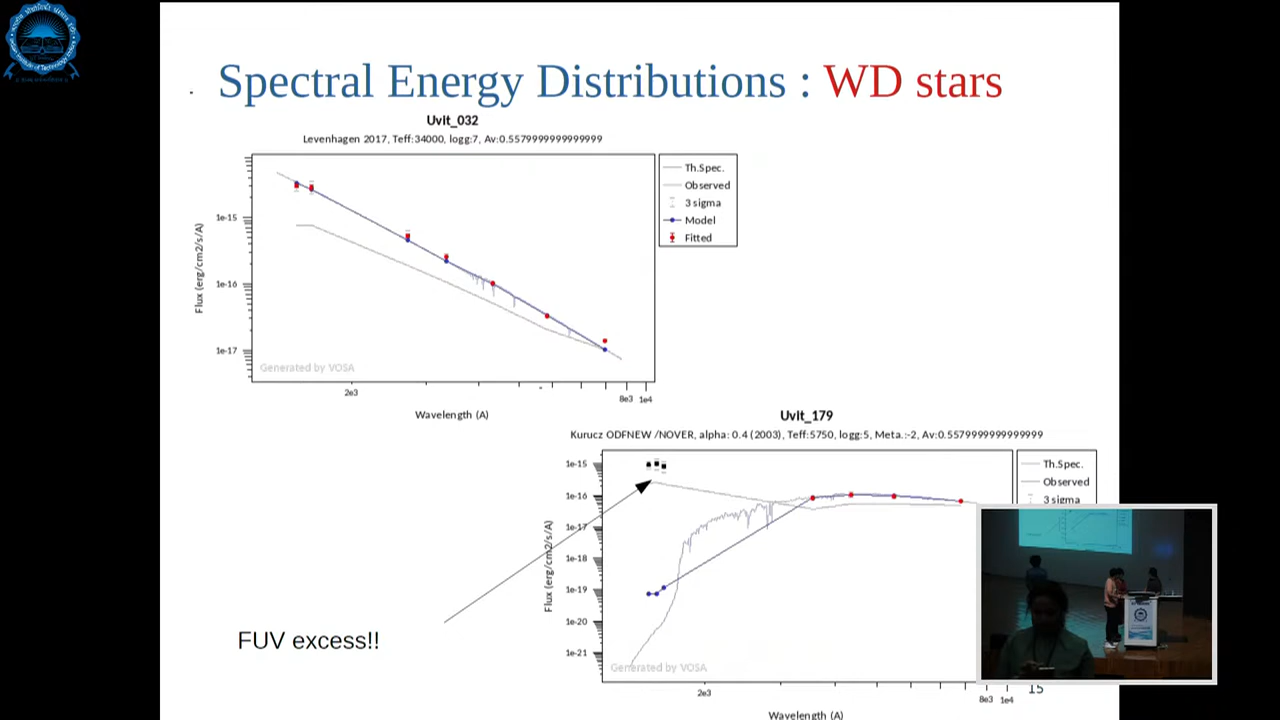 Spectral Energy Distributions : WD stars
Uvit_032
Levenhagen 2017, Teff:34000, logg:7, Av:0.5579999999999999
Th.Spec.
Observed
3 sigma
Model
Fitted
1e-15
1e-16
1e-17
Flux (erg/cm2/s/A)
Generated by VOSA
2e3
8e3 1e4
Wavelength (A)
Uvit_179
Kurucz ODFNEW /NOVER, alpha: 0.4 (2003), Teff:5750, logg:5, Meta.:-2, Av:0.5579999999999999
Th.Spec.
Observed
3 sigma
1e-15
1e-16
1e-17
1e-18
1e-19
1e-20
1e-21
Flux (erg/cm2/s/A)
Generated by VOSA
2e3
8e3 1e4
Wavelength (A)
FUV excess!!
15